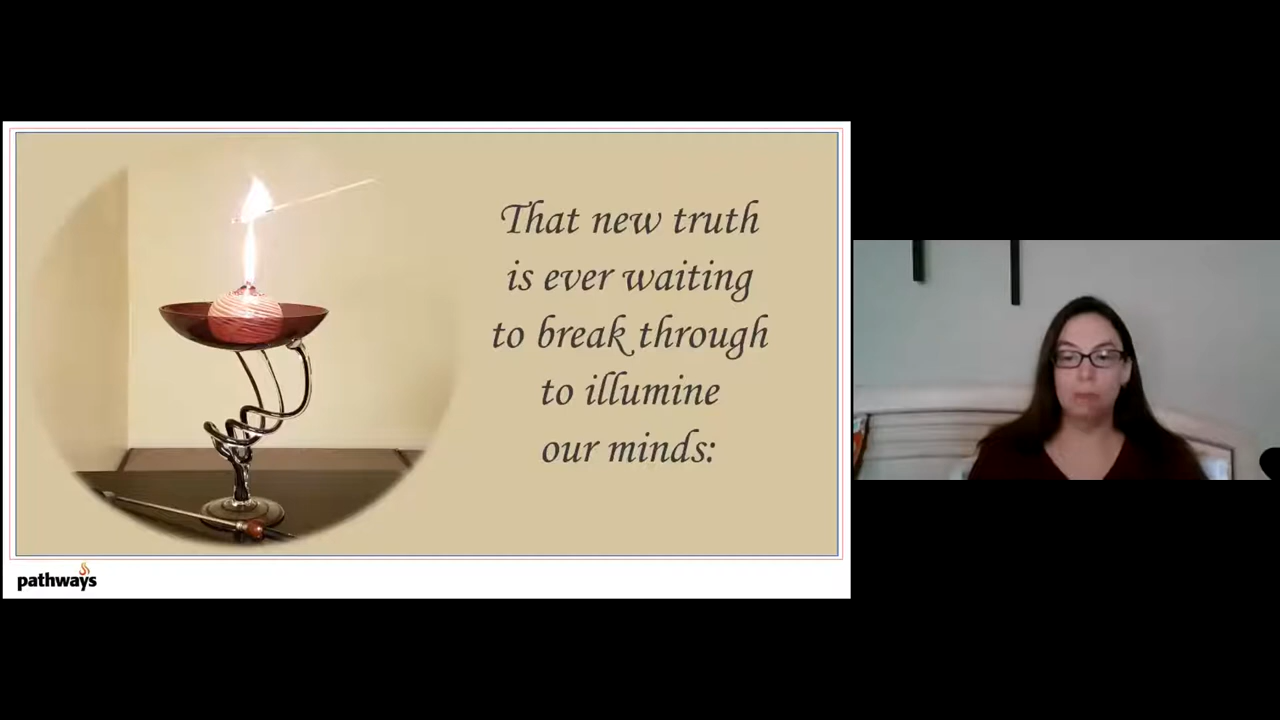 That new truth
is ever waiting
to break through
to illumine
our minds:
pathways